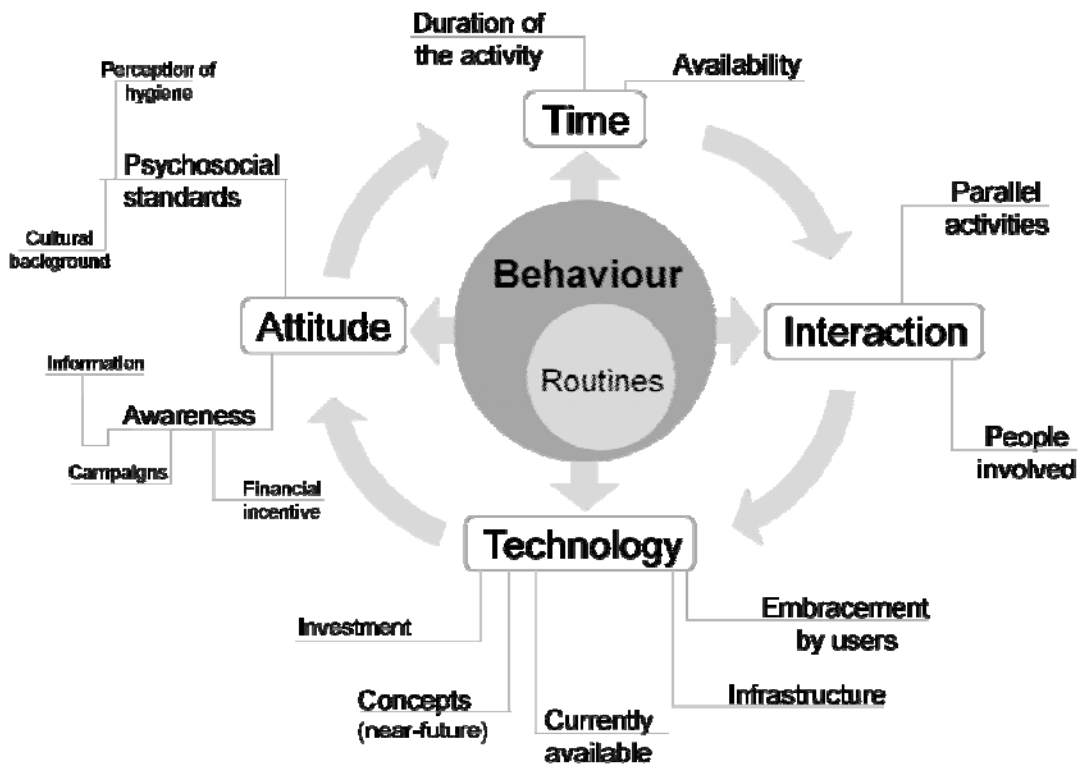 Duration of
the activity
Availability
Time
Perception of
hygiene
Psychosocial
standards
Cultural
background
Parallel
activities
Behaviour
Routines
Attitude
Interaction
Information
Awareness
Campaigns
Financial
incentive
People
involved
Technology
Investment
Concepts
(near-future)
Currently
available
Embracement
by users
Infrastructure